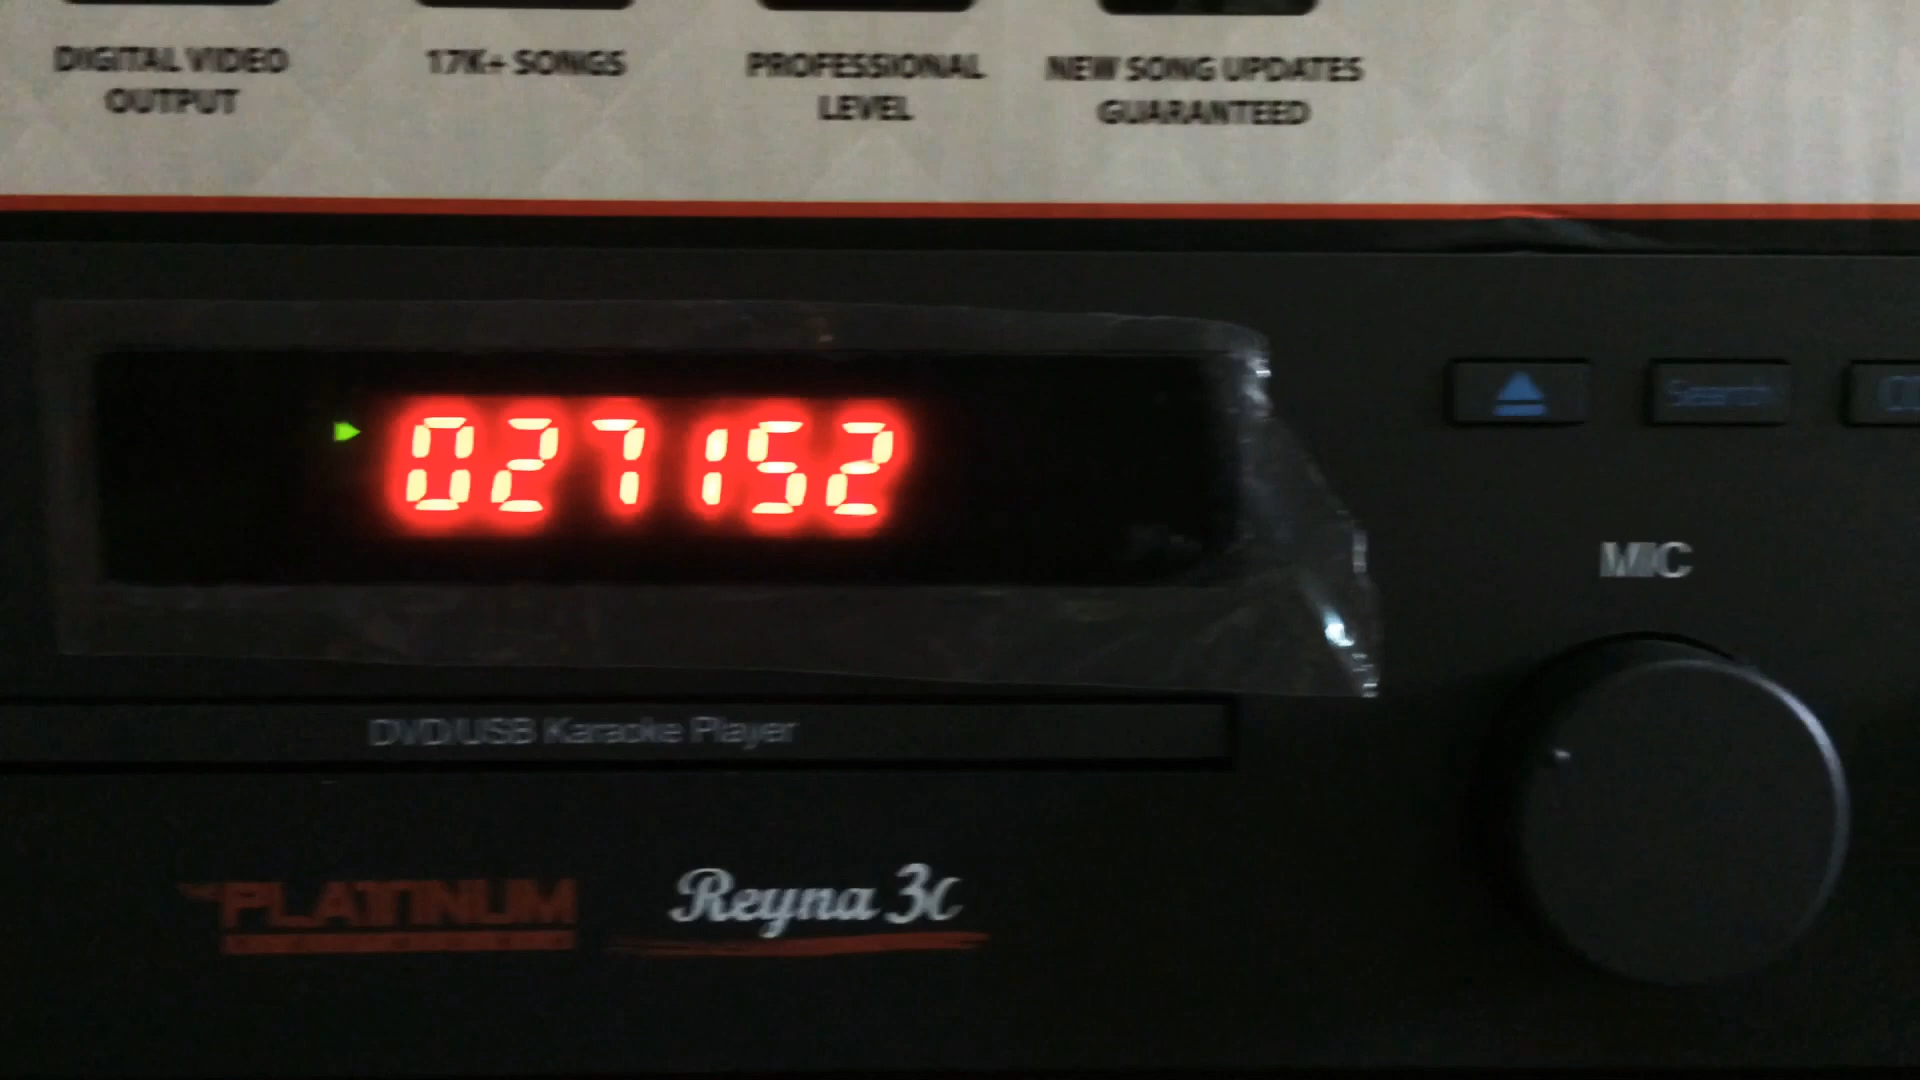 DIGITAL VIDEO
OUTPUT
17K+ SONGS
PROFESSIONAL
LEVEL
NEW SONG UPDATES
GUARANTEED
027152
Search
MIC
DVD/USB Karaoke Player
PLATINUM
Reyna 3c